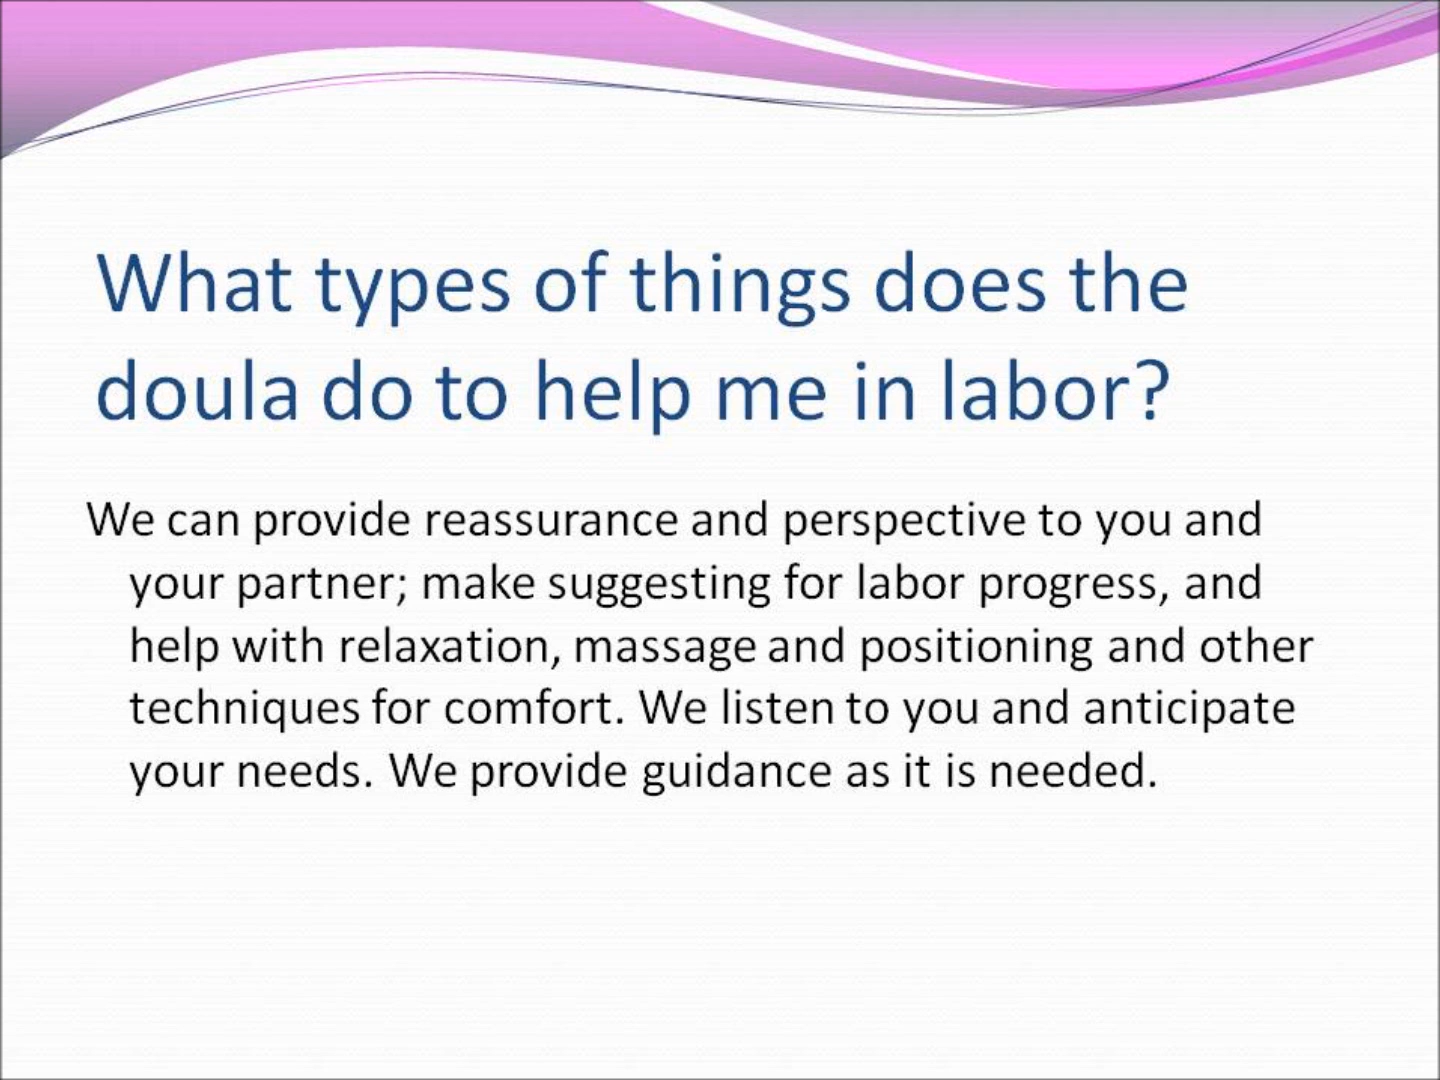 What types of things does the
doula do to help me in labor?
We can provide reassurance and perspective to you and
your partner; make suggesting for labor progress, and
help with relaxation, massage and positioning and other
techniques for comfort. We listen to you and anticipate
your needs. We provide guidance as it is needed.